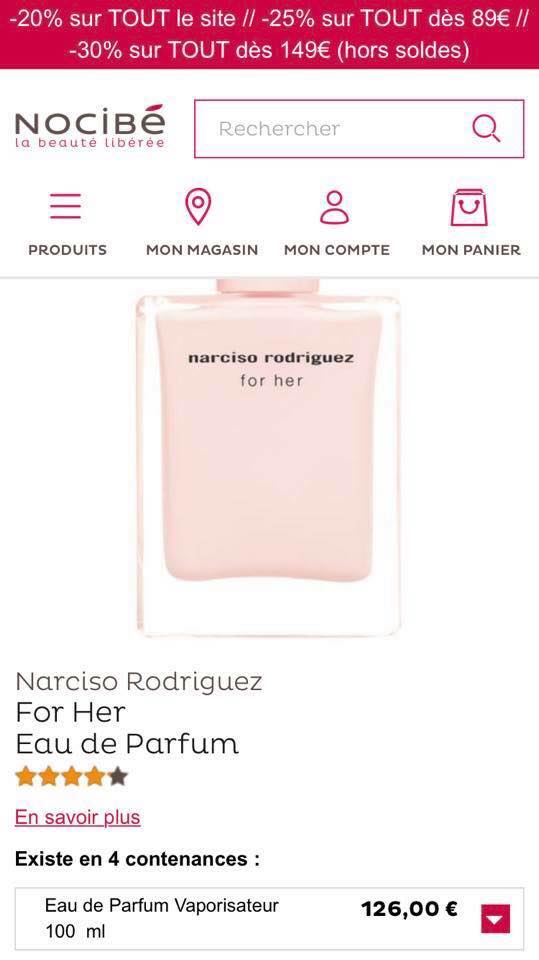 -20% sur TOUT le site // -25% sur TOUT dès 89€ //
-30% sur TOUT dès 149€ (hors soldes)
NOCIBÉ
la beauté libérée
Rechercher
PRODUITS MON MAGASIN MON COMPTE MON PANIER
narciso rodriguez
for her
Narciso Rodriguez
For Her
Eau de Parfum
En savoir plus
Existe en 4 contenances :
Eau de Parfum Vaporisateur 126,00 €
100 ml